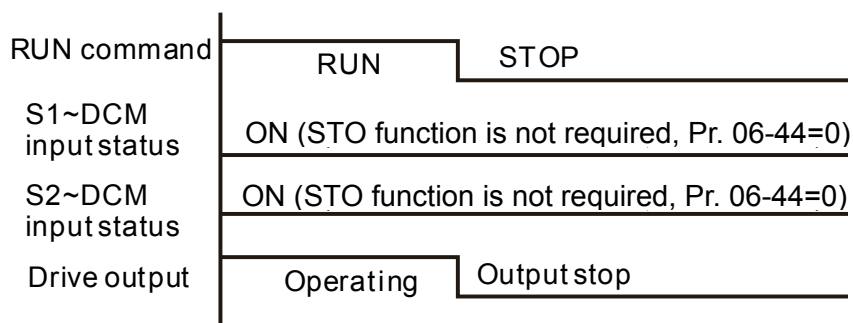 RUN command
RUN
STOP
S1~DCM
input status
ON (STO function is not required, Pr. 06-44=0)
S2~DCM
input status
ON (STO function is not required, Pr. 06-44=0)
Drive output
Operating
Output stop